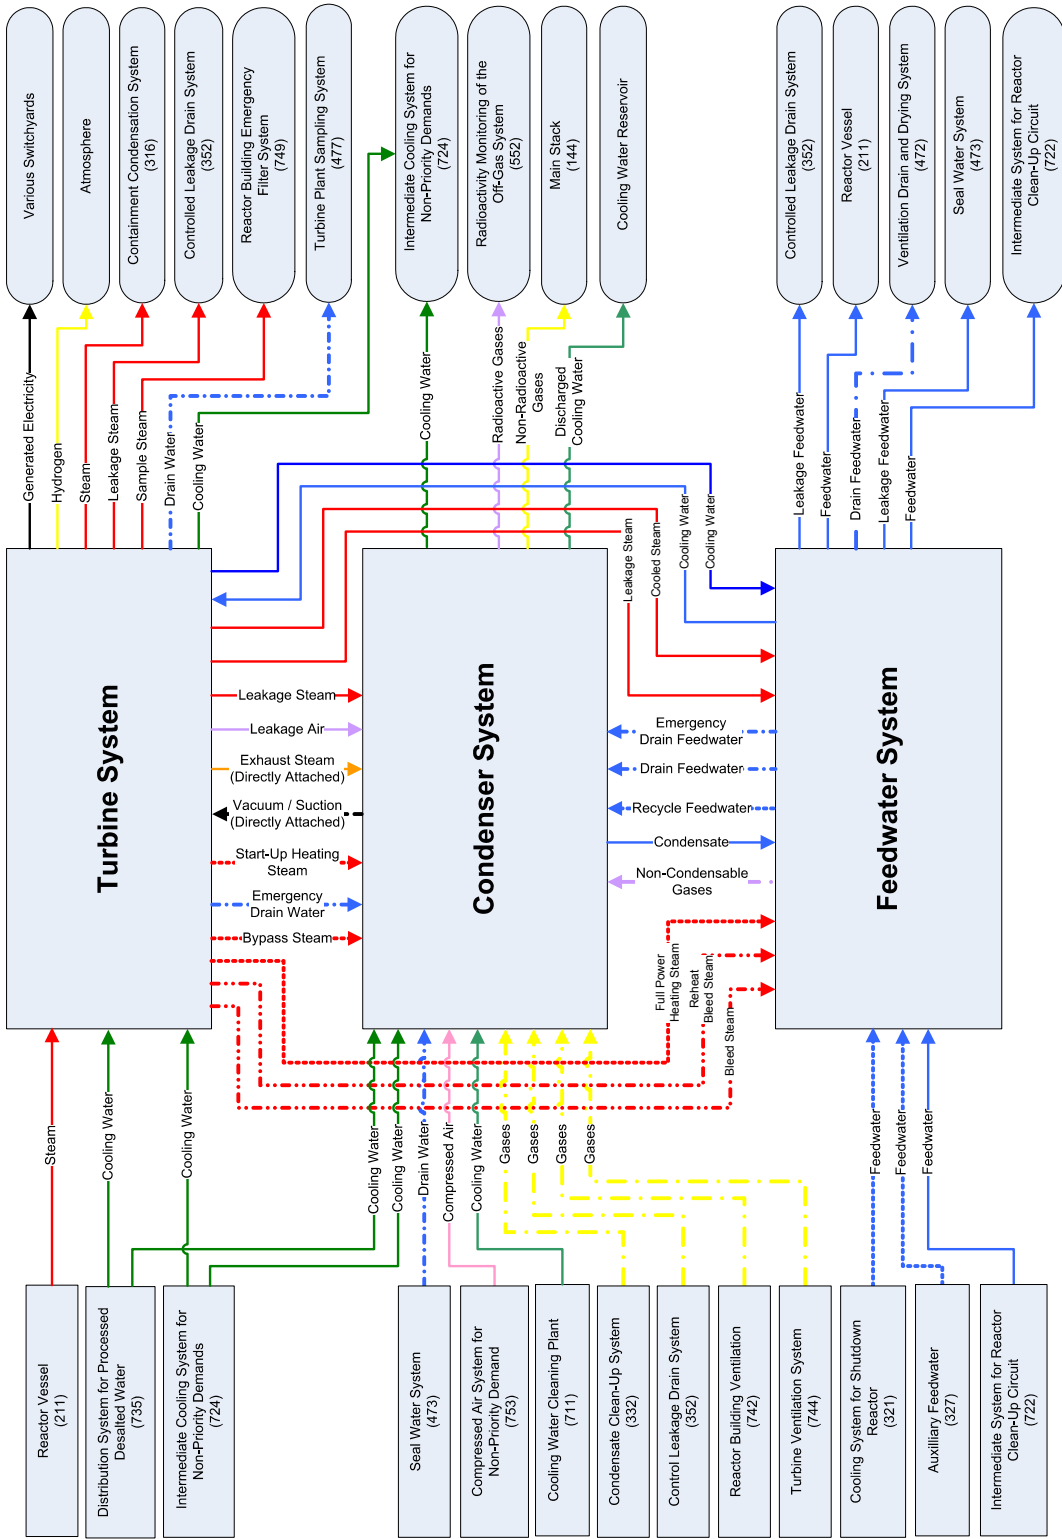 Various Switchyards
Atmosphere
Containment Condensation System
(316)
Controlled Leakage Drain System
(352)
Reactor Building Emergency
Filter System
(749)
Turbine Plant Sampling System
(477)
Intermediate Cooling System for
Non-Priority Demands
(724)
Radioactivity Monitoring of the
Off-Gas System
(552)
Main Stack
(144)
Cooling Water Reservoir
Controlled Leakage Drain System
(352)
Reactor Vessel
(211)
Ventilation Drain and Drying System
(472)
Seal Water System
(473)
Intermediate System for Reactor
Clean-Up Circuit
(722)
Generated Electricity
Hydrogen
Steam
Leakage Steam
Sample Steam
Drain Water
Cooling Water
Cooling Water
Radioactive Gases
Non-Radioactive
Gases
Discharged
Cooling Water
Leakage Feedwater
Feedwater
Drain Feedwater
Leakage Feedwater
Feedwater
Leakage Steam
Cooled Steam
Cooling Water
Cooling Water
Turbine System
Condenser System
Feedwater System
Leakage Steam
Leakage Air
Exhaust Steam
(Directly Attached)
Vacuum / Suction
(Directly Attached)
Start-Up Heating
Steam
Emergency
Drain Water
Bypass Steam
Emergency
Drain Feedwater
Drain Feedwater
Recycle Feedwater
Condensate
Non-Condensable
Gases
Full Power
Heating Steam
Reheat
Bleed Steam
Bleed Steam
Steam
Cooling Water
Cooling Water
Cooling Water
Cooling Water
Drain Water
Compressed Air
Cooling Water
Gases
Gases
Gases
Gases
Feedwater
Feedwater
Feedwater
Reactor Vessel
(211)
Distribution System for Processed
Desalted Water
(735)
Intermediate Cooling System for
Non-Priority Demands
(724)
Seal Water System
(473)
Compressed Air System for
Non-Priority Demand
(753)
Cooling Water Cleaning Plant
(711)
Condensate Clean-Up System
(332)
Control Leakage Drain System
(352)
Reactor Building Ventilation
(742)
Turbine Ventilation System
(744)
Cooling System for Shutdown
Reactor
(321)
Auxilliary Feedwater
(327)
Intermediate System for Reactor
Clean-Up Circuit
(722)